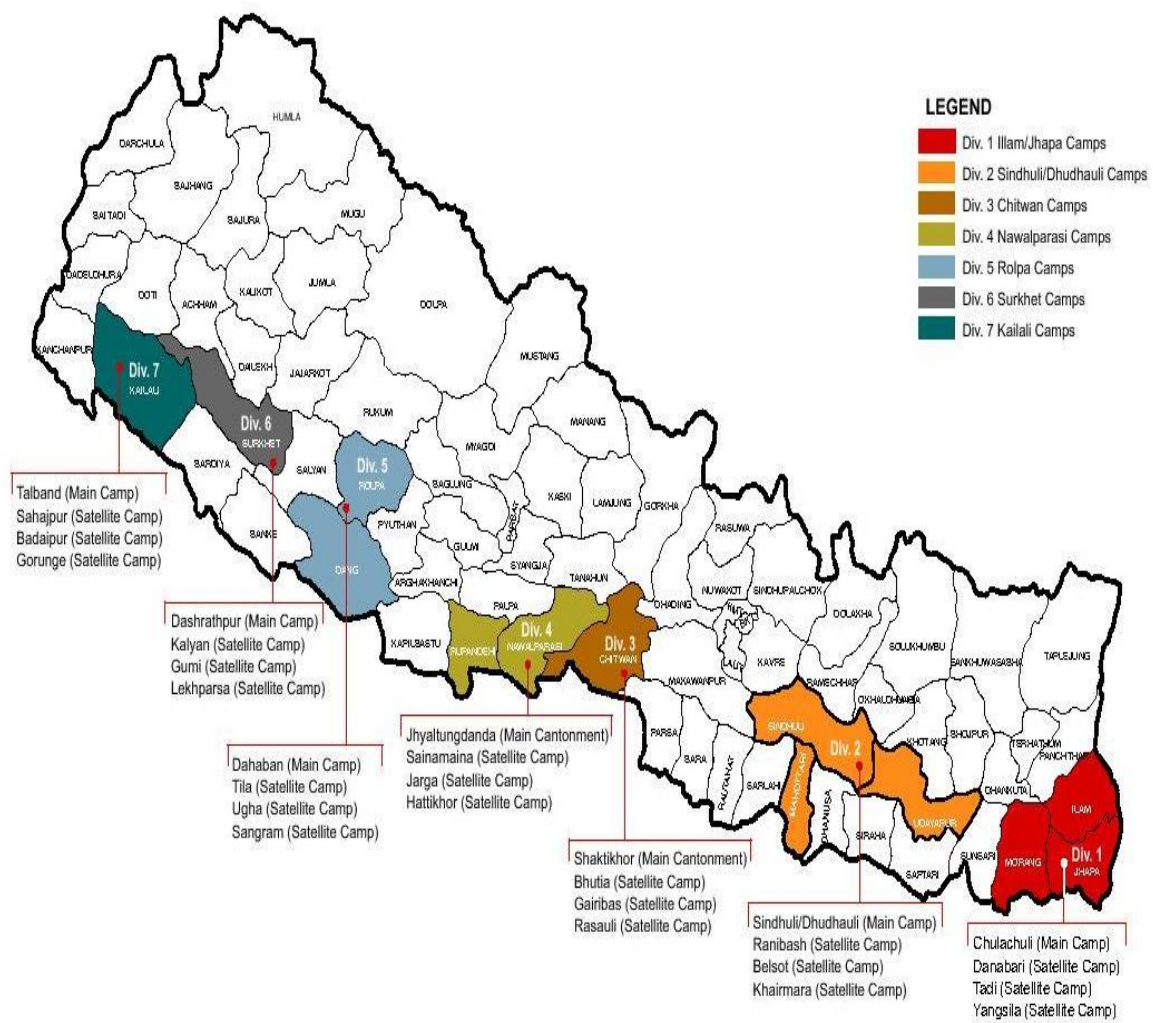 LEGEND
Div. 1 Illam/Jhapa Camps
Div. 2 Sindhuli/Dhudhauli Camps
Div. 3 Chitwan Camps
Div. 4 Nawalparasi Camps
Div. 5 Rolpa Camps
Div. 6 Surkhet Camps
Div. 7 Kailali Camps
HUMLA
DARCHULA
BAJHANG
BAITADI
BAJURA
MUGU
DADELDHURA
DOTI
ACHHAM
KALIKOT
JUMLA
DOLPA
KANCHANPUR
Div. 7
KAILALI
DAILEKH
JAJARKOT
MUSTANG
Div. 6
SURKHET
RUKUM
MANANG
BARDIYA
SALYAN
Div. 5
ROLPA
MYAGDI
BAGLUNG
PARBAT
KASKI
LAMJUNG
GORKHA
BANKE
PYUTHAN
GULMI
SYANGJA
TANAHUN
RASUWA
DANG
ARGHAKHANCHI
PALPA
DHADING
NUWAKOT
SINDHUPALCHOK
DOLAKHA
KAPILBASTU
RUPANDEHI
Div. 4
NAWALPARASI
Div. 3
CHITWAN
MAKAWANPUR
KAVRE
RAMECHHAP
SOLUKHUMBU
SANKHUWASABHA
TAPLEJUNG
PARSA
BARA
RAUTAHAT
SARLAHI
SINDHULI
MAHOTTARI
DHANUSA
Div. 2
SIRAHA
KHOTANG
BHOJPUR
TERHATHUM
PANCHTHAR
DHANKUTA
UDAYAPUR
SAPTARI
SUNSARI
MORANG
ILAM
Div. 1
JHAPA
Talband (Main Camp)
Sahajpur (Satellite Camp)
Badaipur (Satellite Camp)
Gorunge (Satellite Camp)
Dashrathpur (Main Camp)
Kalyan (Satellite Camp)
Gumi (Satellite Camp)
Lekhparsa (Satellite Camp)
Dahaban (Main Camp)
Tila (Satellite Camp)
Ugha (Satellite Camp)
Sangram (Satellite Camp)
Jhyaltungdanda (Main Cantonment)
Sainamaina (Satellite Camp)
Jarga (Satellite Camp)
Hattikhor (Satellite Camp)
Shaktikhor (Main Cantonment)
Bhutia (Satellite Camp)
Gairibas (Satellite Camp)
Rasauli (Satellite Camp)
Sindhuli/Dhudhauli (Main Camp)
Ranibash (Satellite Camp)
Belsot (Satellite Camp)
Khairmara (Satellite Camp)
Chulachuli (Main Camp)
Danabari (Satellite Camp)
Tadi (Satellite Camp)
Yangsila (Satellite Camp)